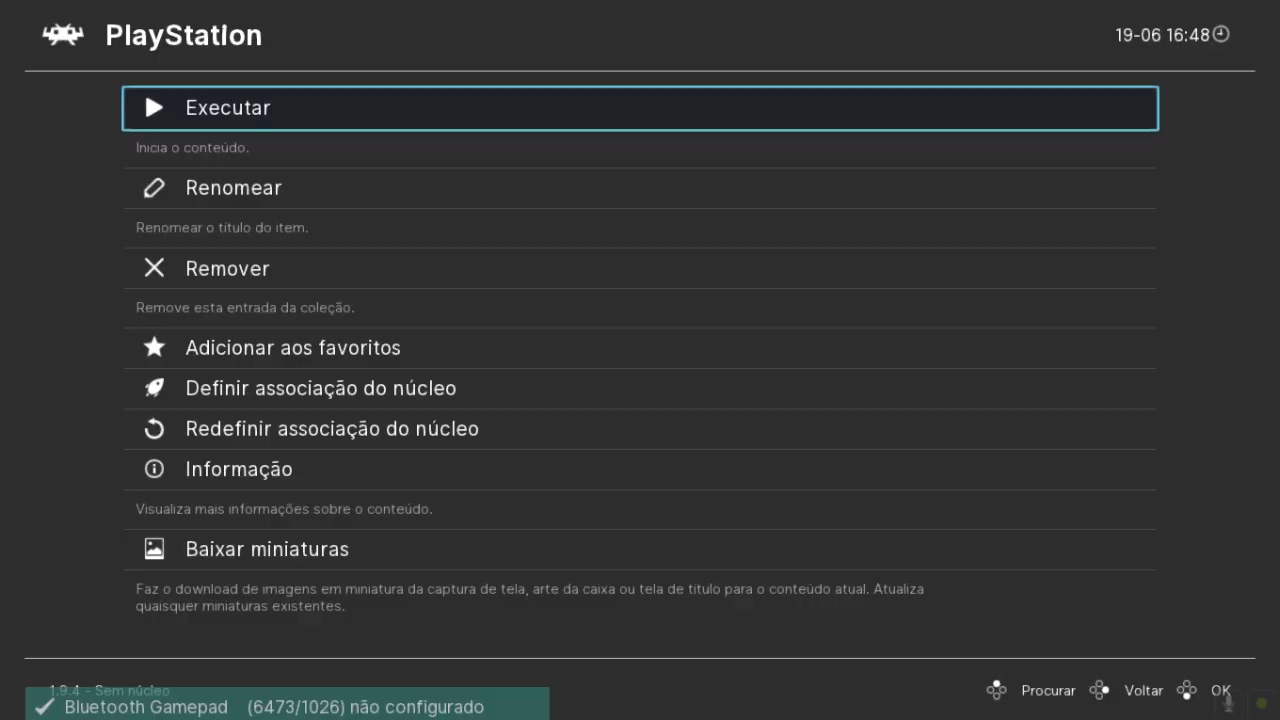 PlayStation
19-06 16:48
Executar
Inicia o conteúdo.
Renomear
Renomear o título do item.
Remover
Remove esta entrada da coleção.
Adicionar aos favoritos
Definir associação do núcleo
Redefinir associação do núcleo
Informação
Visualiza mais informações sobre o conteúdo.
Baixar miniaturas
Faz o download de imagens em miniatura da captura de tela, arte da caixa ou tela de título para o conteúdo atual. Atualiza
quaisquer miniaturas existentes.
1.9.4 - Sem núcleo
Procurar Voltar OK
Bluetooth Gamepad (6473/1026) não configurado